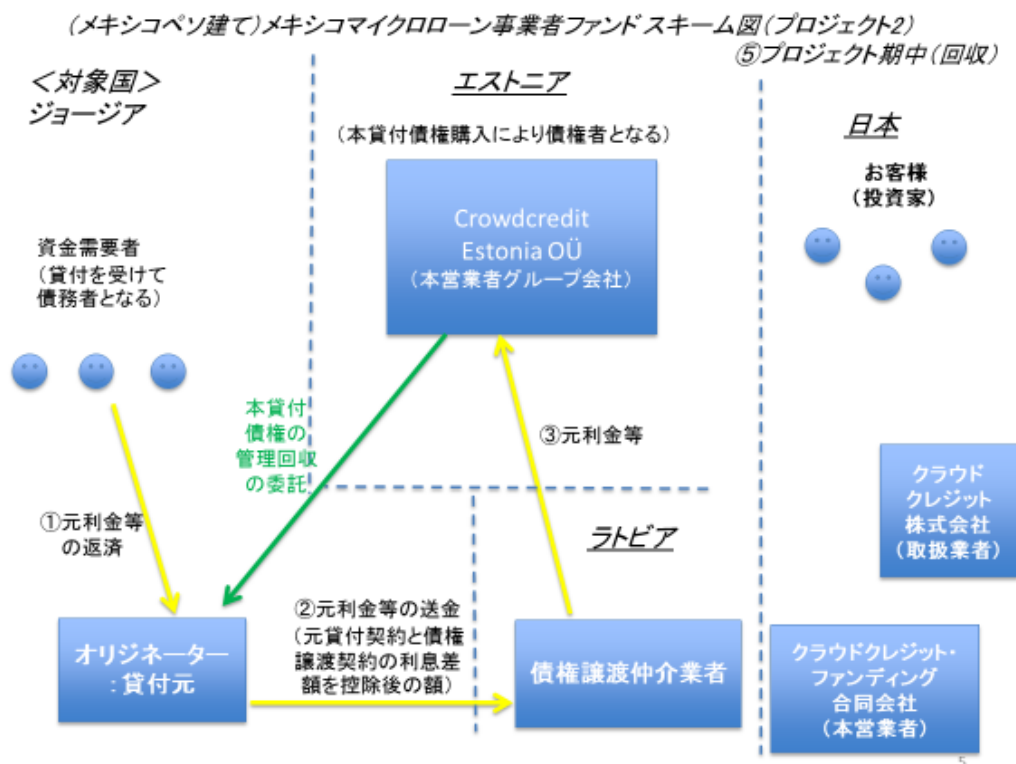 (メキシコペソ建て)メキシコマイクロローン事業者ファンド スキーム図(プロジェクト2)
⑤プロジェクト期中(回収)
<対象国>
ジョージア
エストニア
日本
(本貸付債権購入により債権者となる)
お客様
(投資家)
Crowdcredit
Estonia OÜ
(本営業者グループ会社)
資金需要者
(貸付を受けて
債務者となる)
本貸付
債権の
管理回収
の委託
③元利金等
クラウド
クレジット
株式会社
(取扱業者)
①元利金等
の返済
ラトビア
②元利金等の送金
(元貸付契約と債権
譲渡契約の利息差
額を控除後の額)
オリジネーター
:貸付元
債権譲渡仲介業者
クラウドクレジット・
ファンディング
合同会社
(本営業者)
5